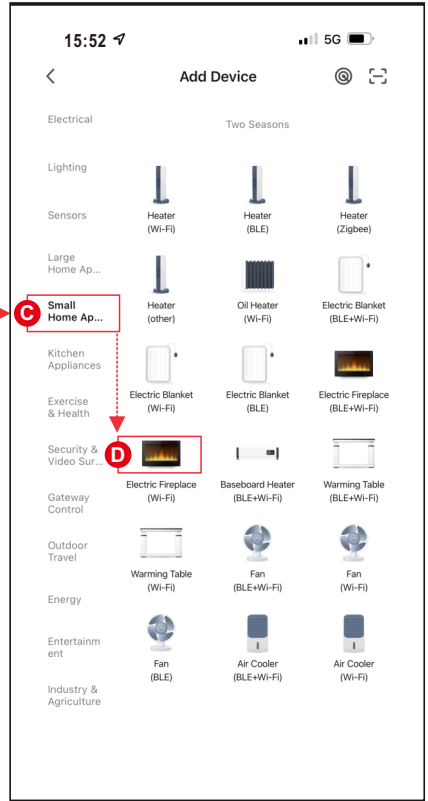 15:52
5G
Add Device
Electrical
Two Seasons
Lighting
Sensors
Heater
(Wi-Fi)
Heater
(BLE)
Heater
(Zigbee)
Large
Home Ap...
C
Small
Home Ap...
Heater
(other)
Oil Heater
(Wi-Fi)
Electric Blanket
(BLE+Wi-Fi)
Kitchen
Appliances
Exercise
& Health
Electric Blanket
(Wi-Fi)
Electric Blanket
(BLE)
Electric Fireplace
(BLE+Wi-Fi)
Security &
Video Sur...
D
Electric Fireplace
(Wi-Fi)
Baseboard Heater
(BLE+Wi-Fi)
Warming Table
(BLE+Wi-Fi)
Gateway
Control
Outdoor
Travel
Warming Table
(Wi-Fi)
Fan
(BLE+Wi-Fi)
Fan
(Wi-Fi)
Energy
Entertainm
ent
Fan
(BLE)
Air Cooler
(BLE+Wi-Fi)
Air Cooler
(Wi-Fi)
Industry &
Agriculture